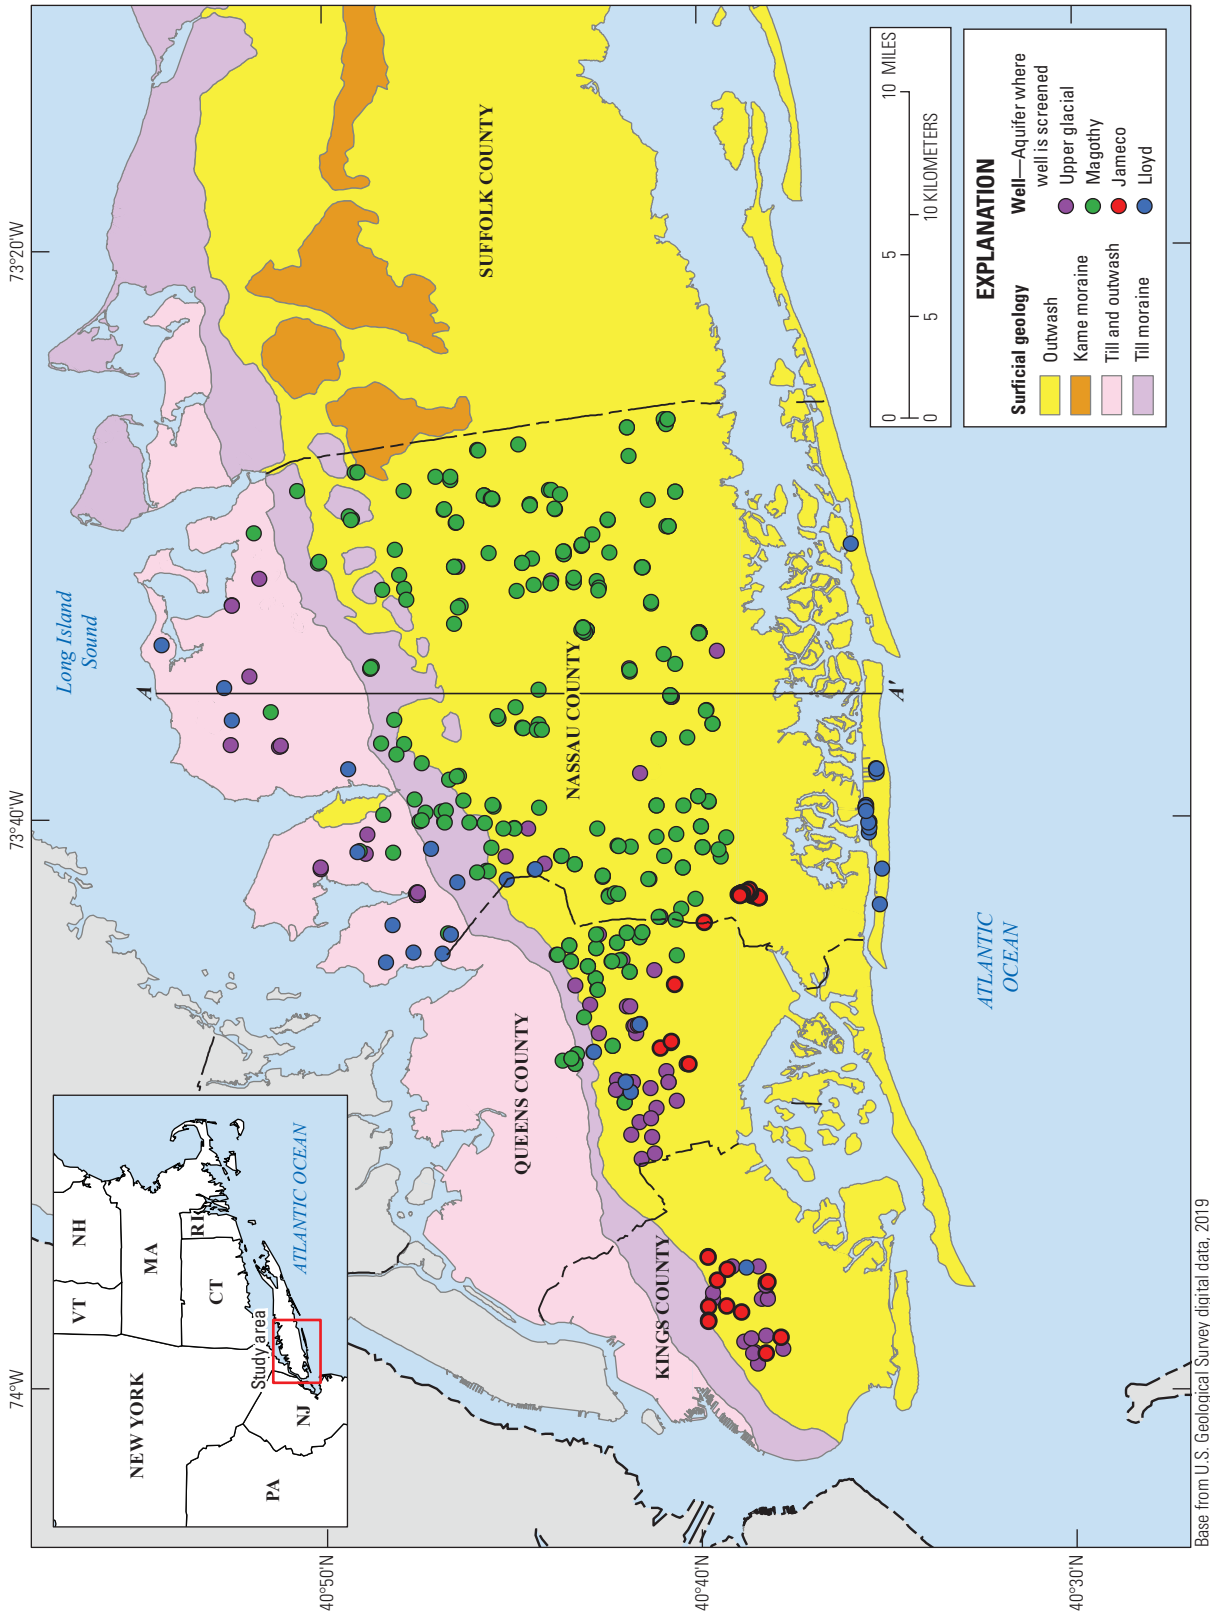 74°W
73°40'W
73°20'W
40°50'N
40°40'N
40°30'N
NEW YORK
VT
NH
MA
CT
RI
PA
NJ
Study area
ATLANTIC OCEAN
Long Island
Sound
A
A'
KINGS COUNTY
QUEENS COUNTY
NASSAU COUNTY
SUFFOLK COUNTY
ATLANTIC
OCEAN
0 5 10 MILES
0 5 10 KILOMETERS
EXPLANATION
Surficial geology
Outwash
Kame moraine
Till and outwash
Till moraine
Well—Aquifer where
well is screened
Upper glacial
Magothy
Jameco
Lloyd
Base from U.S. Geological Survey digital data, 2019